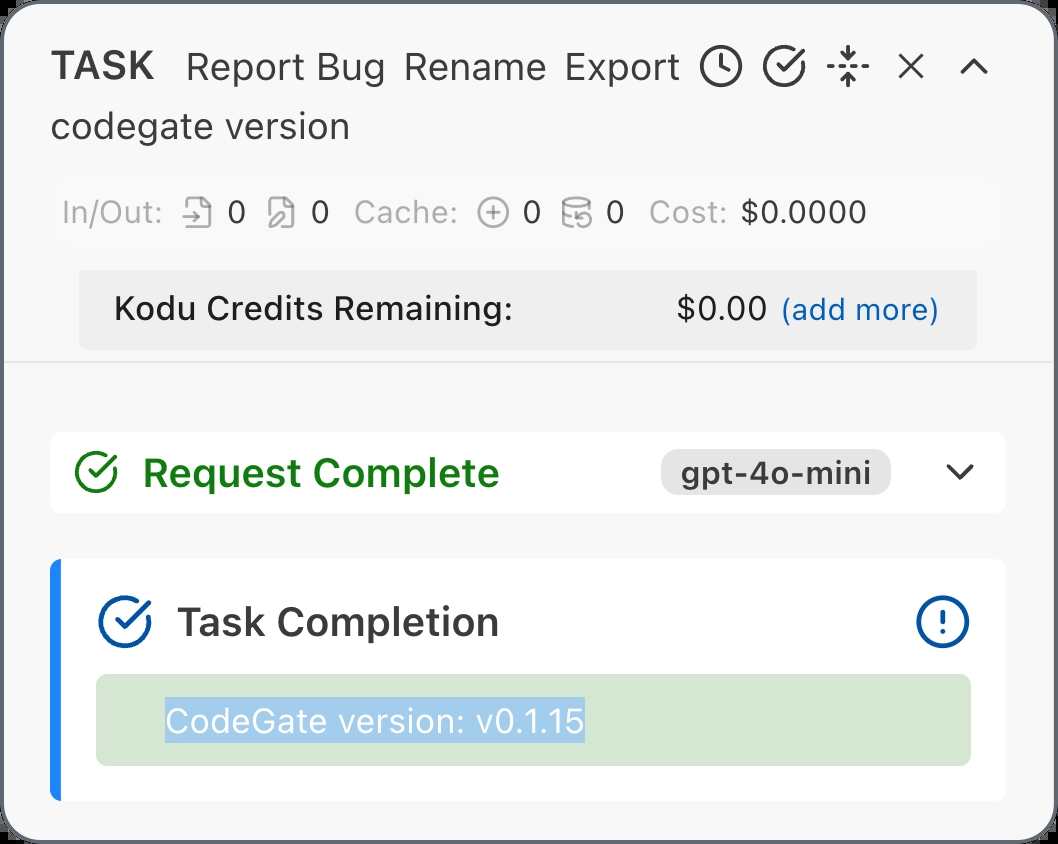 TASK Report Bug Rename Export
codegate version
In/Out: 0 0 Cache: 0 0 Cost: $0.0000
Kodu Credits Remaining: $0.00 (add more)
Request Complete gpt-4o-mini
Task Completion
CodeGate version: v0.1.15